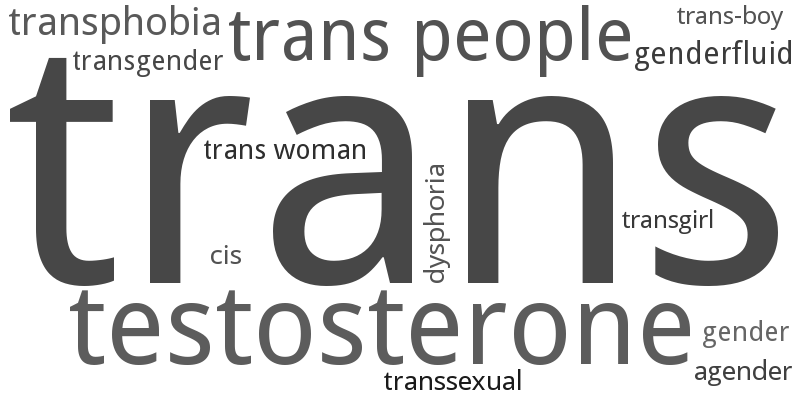 transphobia
trans people
trans-boy
transgender
genderfluid
trans
trans woman
dysphoria
transgirl
cis
testosterone
gender
agender
transsexual